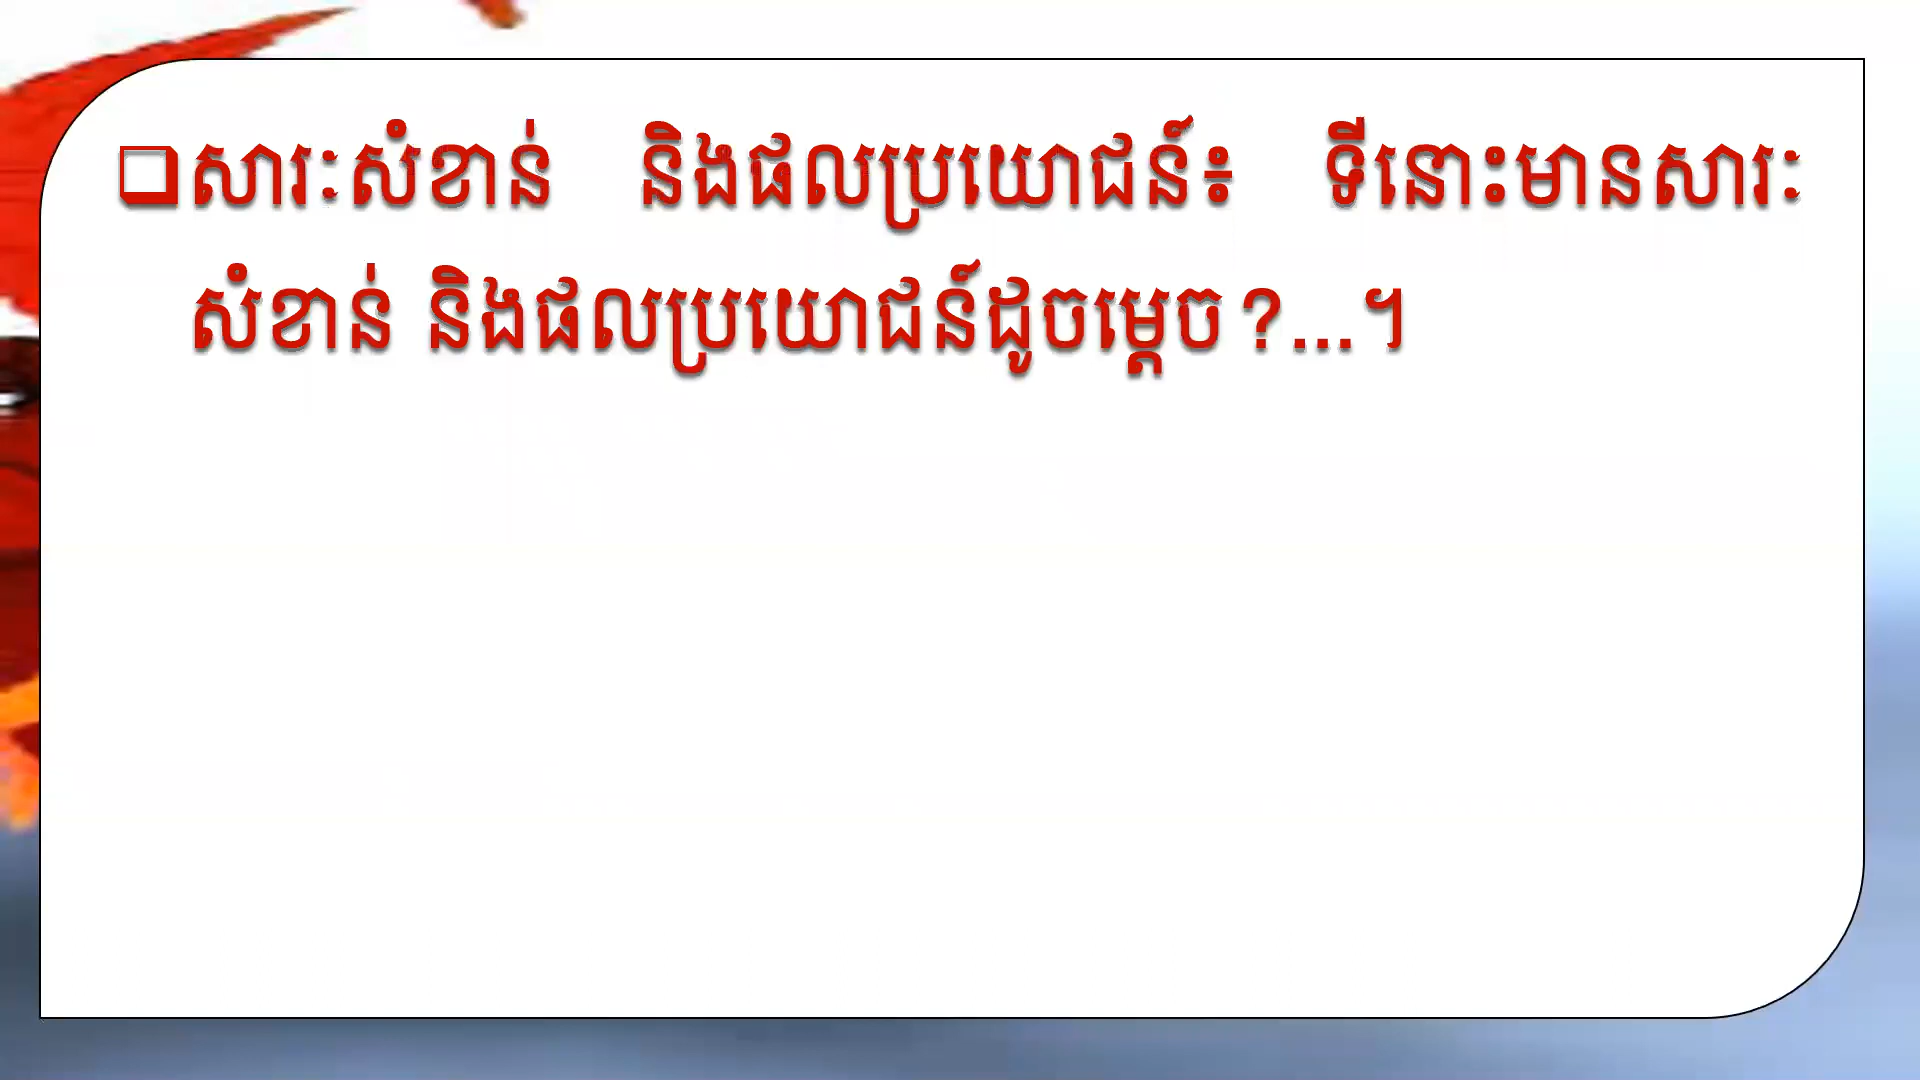 ❑សារៈសំខាន់ និងផលប្រយោជន៍៖ ទីនោះមានសារៈ
សំខាន់ និងផលប្រយោជន៍ដូចម្ដេច?...។